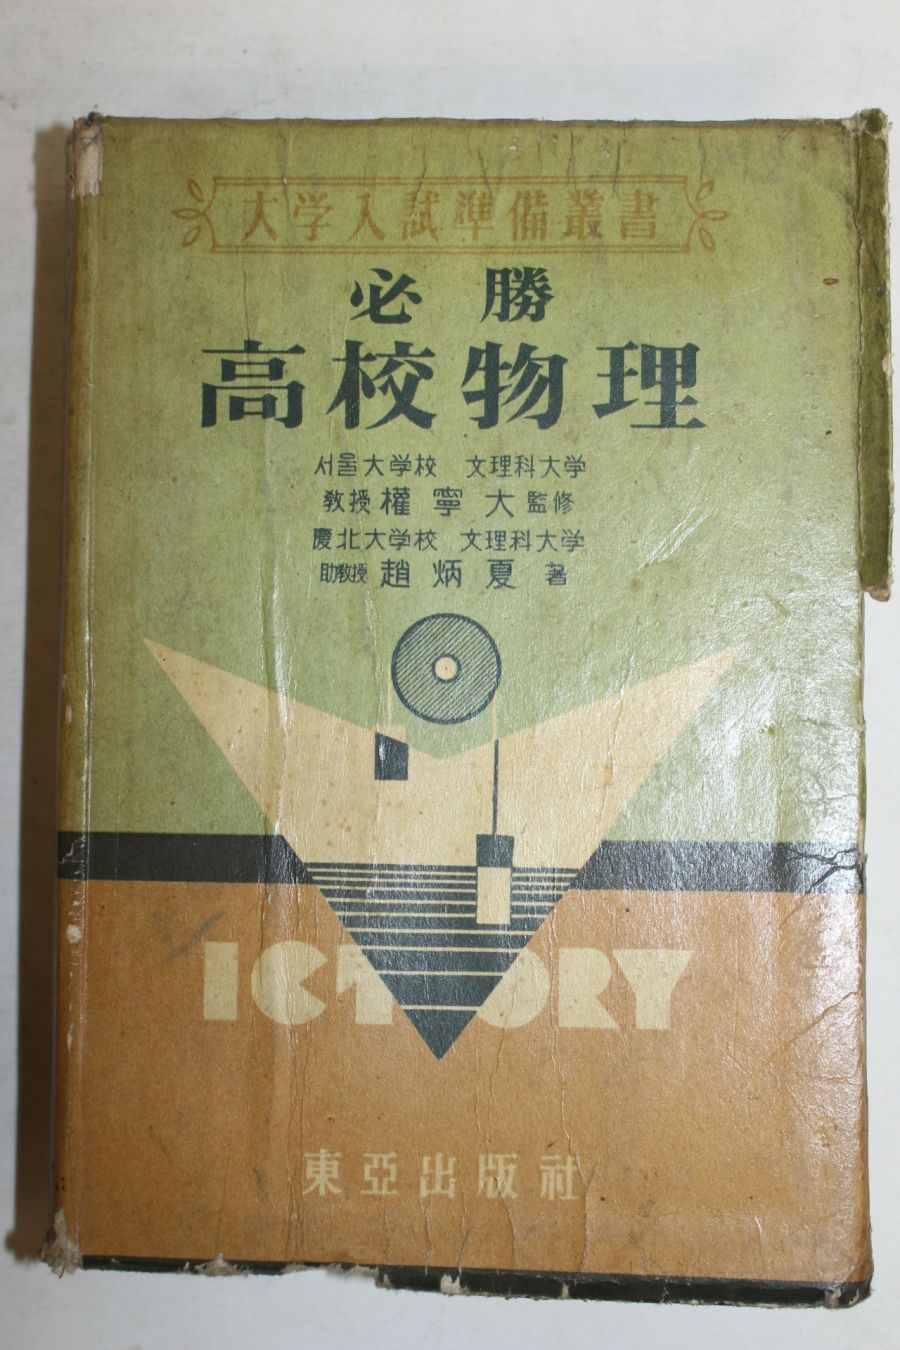 大学入試準備叢書
必勝
高校物理
서울大学校 文理科大学
教授 權寧大 監修
慶北大学校 文理科大学
助教授 趙炳夏 著
ICTORY
東亞出版社